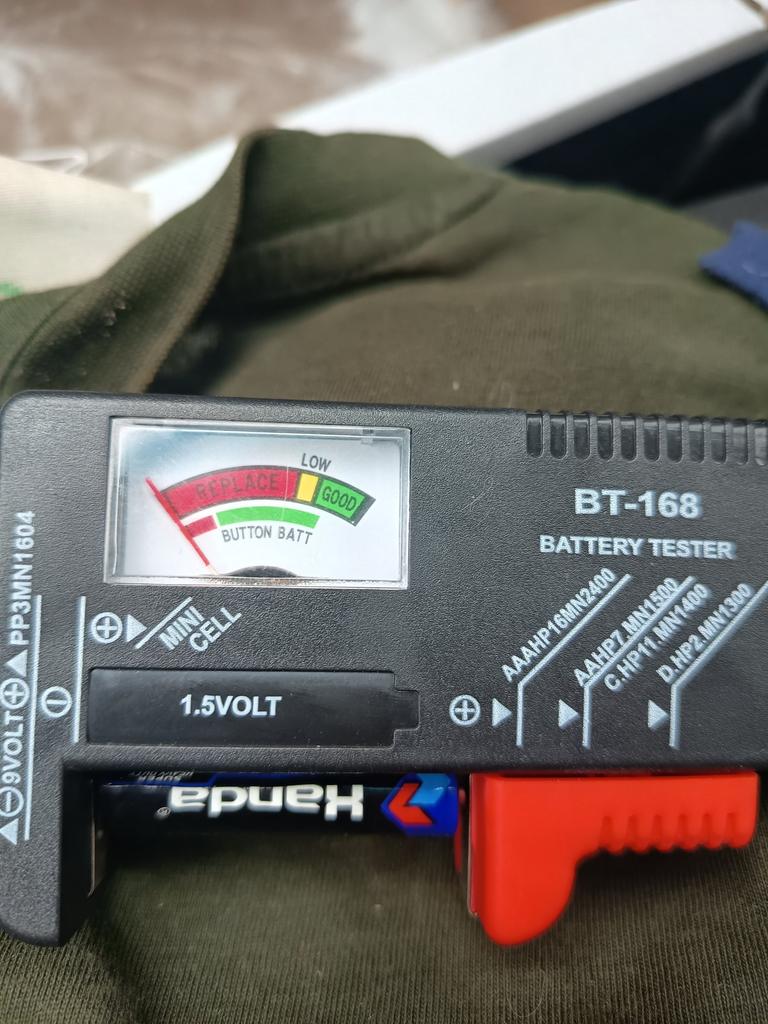 REPLACE
LOW
GOOD
BUTTON BATT
BT-168
BATTERY TESTER
AAAHP16MN2400
AAHP7.MN1500
C.HP11.MN1400
D.HP2.MN1300
⊕ MINI
CELL
⊖9VOLT⊕ PP3MN1604
⊖
1.5VOLT
⊕
Xanda®
SUPER